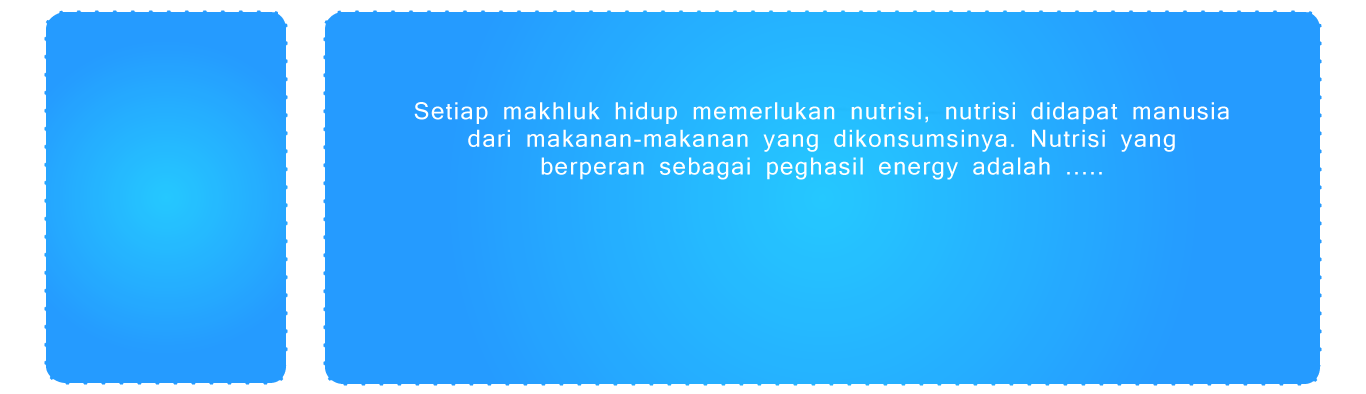 Setiap makhluk hidup memerlukan nutrisi, nutrisi didapat manusia
dari makanan-makanan yang dikonsumsinya. Nutrisi yang
berperan sebagai peghasil energy adalah .....